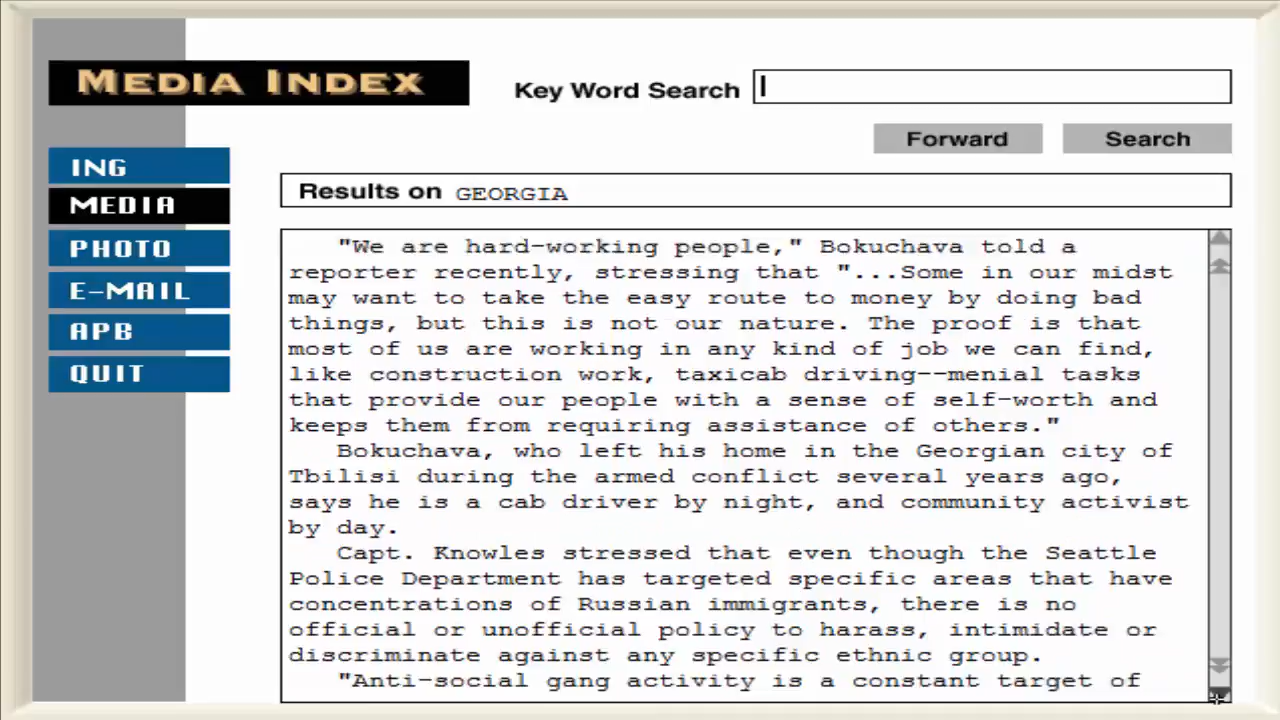 MEDIA INDEX
Key Word Search
Forward
Search
ING
MEDIA
PHOTO
E-MAIL
APB
QUIT
Results on GEORGIA
"We are hard-working people," Bokuchava told a
reporter recently, stressing that "...Some in our midst
may want to take the easy route to money by doing bad
things, but this is not our nature. The proof is that
most of us are working in any kind of job we can find,
like construction work, taxicab driving--menial tasks
that provide our people with a sense of self-worth and
keeps them from requiring assistance of others."
Bokuchava, who left his home in the Georgian city of
Tbilisi during the armed conflict several years ago,
says he is a cab driver by night, and community activist
by day.
Capt. Knowles stressed that even though the Seattle
Police Department has targeted specific areas that have
concentrations of Russian immigrants, there is no
official or unofficial policy to harass, intimidate or
discriminate against any specific ethnic group.
"Anti-social gang activity is a constant target of